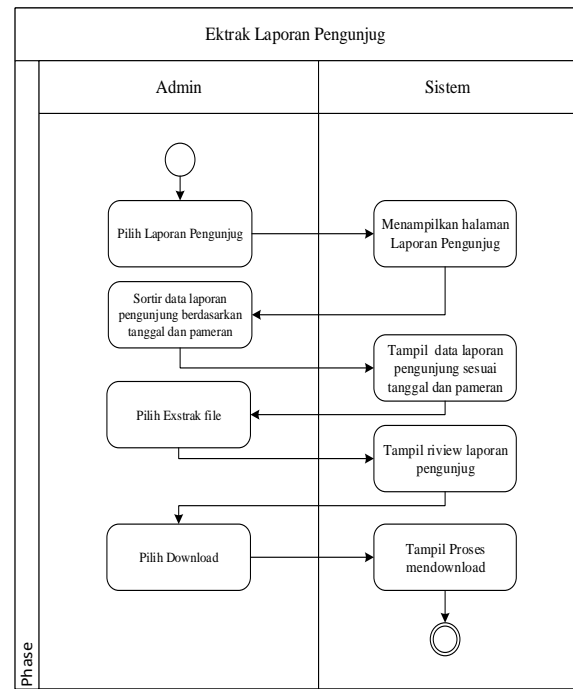 Ektrak Laporan Pengunjug
Admin
Sistem
Pilih Laporan Pengunjug
Menampilkan halaman
Laporan Pengunjug
Sortir data laporan
pengunjung berdasarkan
tanggal dan pameran
Tampil data laporan
pengunjung sesuai
tanggal dan pameran
Pilih Exstrak file
Tampil riview laporan
pengunjug
Pilih Download
Tampil Proses
mendownload
Phase